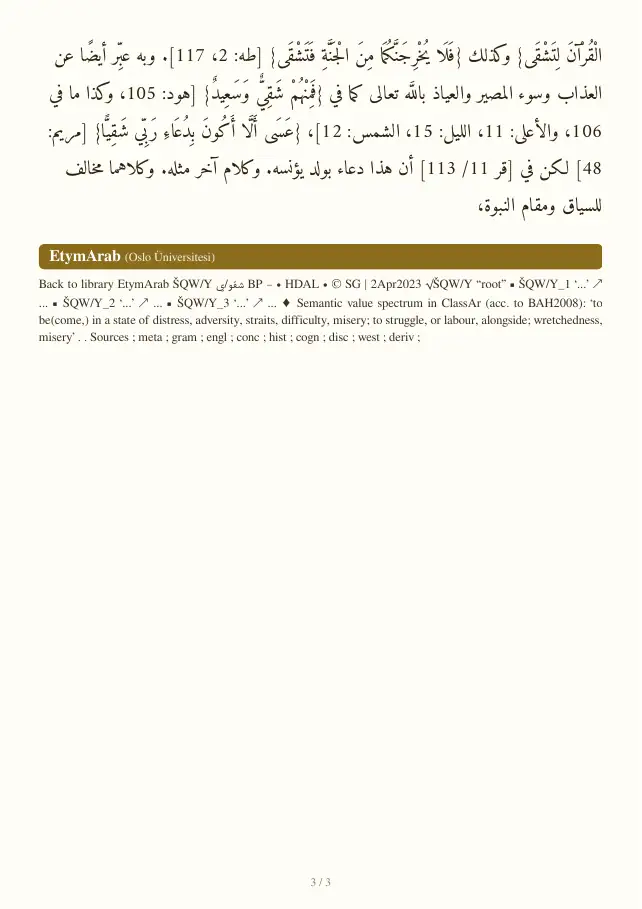 الْقُرْآنَ لِتَشْقَى} وكذلك {فَلَا يُخْرِجَنَّكُمَا مِنَ الْجَنَّةِ فَتَشْقَى} [طه: 2، 117]. وبه عبِّر أيضًا عن
العذاب وسوء المصير والعياذ باللَّه تعالى كما في {فَمِنْهُمْ شَقِيٌّ وَسَعِيدٌ} [هود: 105، وكذا ما في
106، والأعلى: 11، الليل: 15، الشمس: 12]، {عَسَى أَلَّا أَكُونَ بِدُعَاءِ رَبِّي شَقِيًّا} [مريم:
48] لكن في [قر 11/ 113] أن هذا دعاء بولد يؤنسه. وكلام آخر مثله. وكلاهما مخالف
للسياق ومقام النبوة،
EtymArab (Oslo Üniversitesi)
Back to library EtymArab ŠQW/Y شقو/ي BP – • HDAL • © SG | 2Apr2023 √ŠQW/Y “root” ▪ ŠQW/Y_1 ‘...’ ↗
... ▪ ŠQW/Y_2 ‘...’ ↗ ... ▪ ŠQW/Y_3 ‘...’ ↗ ... ♦ Semantic value spectrum in ClassAr (acc. to BAH2008): ‘to
be(come,) in a state of distress, adversity, straits, difficulty, misery; to struggle, or labour, alongside; wretchedness,
misery’ . . Sources ; meta ; gram ; engl ; conc ; hist ; cogn ; disc ; west ; deriv ;
3 / 3